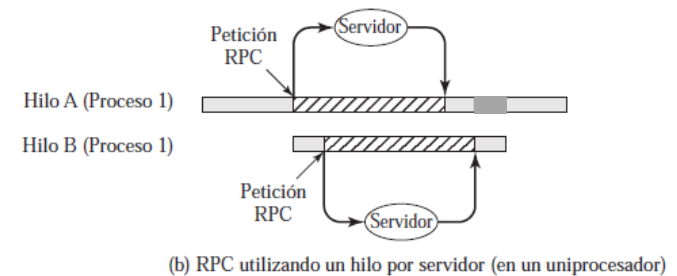 Servidor
Petición
RPC
Hilo A (Proceso 1)
Hilo B (Proceso 1)
Petición
RPC
Servidor
(b) RPC utilizando un hilo por servidor (en un uniprocesador)